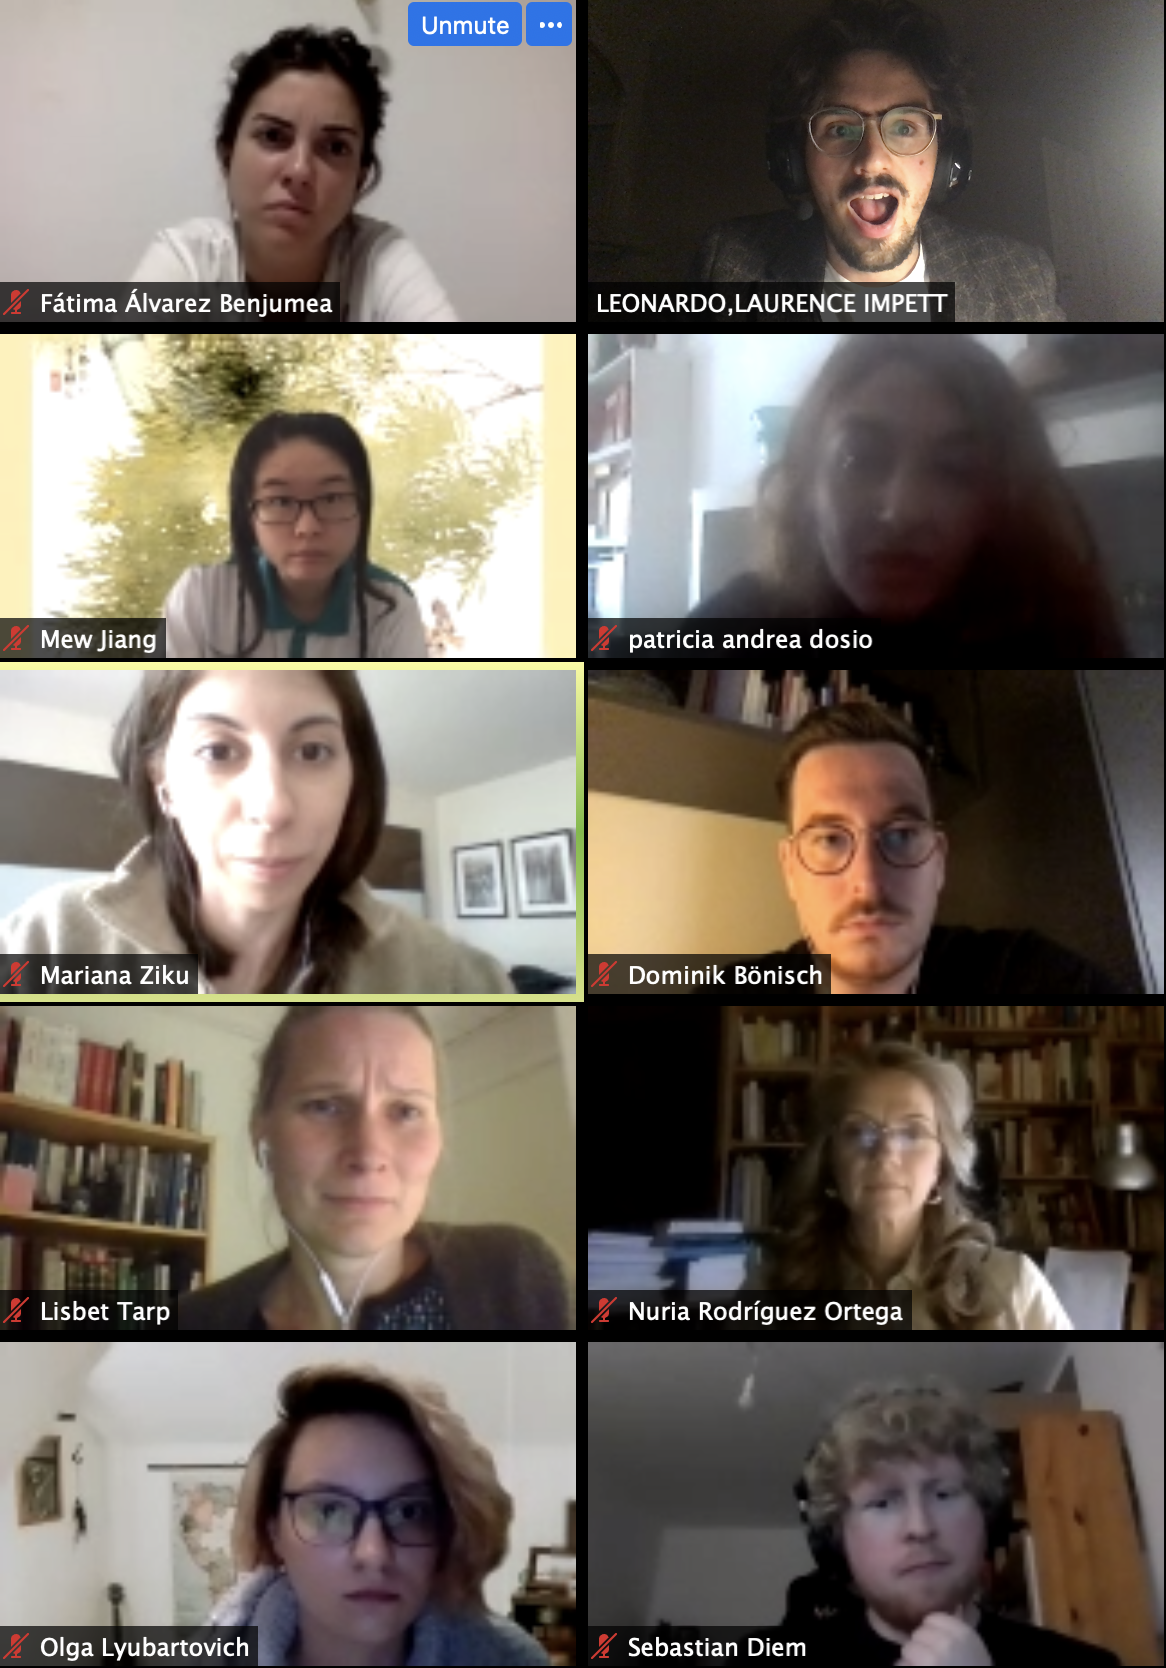 Unmute
Fátima Álvarez Benjumea
LEONARDO,LAURENCE IMPETT
Mew Jiang
patricia andrea dosio
Mariana Ziku
Dominik Bönisch
Lisbet Tarp
Nuria Rodríguez Ortega
Olga Lyubartovich
Sebastian Diem